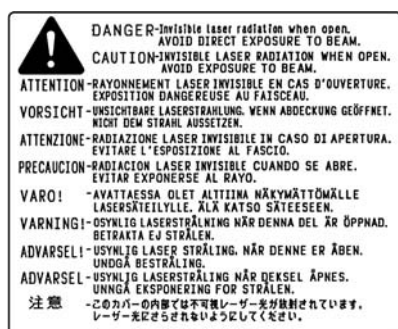 DANGER-Invisible laser radiation when open.
AVOID DIRECT EXPOSURE TO BEAM.
CAUTION-INVISIBLE LASER RADIATION WHEN OPEN.
AVOID EXPOSURE TO BEAM.
ATTENTION-RAYONNEMENT LASER INVISIBLE EN CAS D'OUVERTURE.
EXPOSITION DANGEREUSE AU FAISCEAU.
VORSICHT-UNSICHTBARE LASERSTRAHLUNG. WENN ABDECKUNG GEÖFFNET.
NICHT DEM STRAHL AUSSETZEN.
ATTENZIONE-RADIAZIONE LASER INVISIBILE IN CASO DI APERTURA.
EVITARE L'ESPOSIZIONE AL FASCIO.
PRECAUCION-RADIACION LASER INVISIBLE CUANDO SE ABRE.
EVITAR EXPONERSE AL RAYO.
VARO! -AVATTAESSA OLET ALTTIINA NÄKYMÄTTÖMÄLLE
LASERSÄTEILYLLE. ÄLÄ KATSO SÄTEESEEN.
VARNING!-OSYNLIG LASERSTRÅLNING NÄR DENNA DEL ÄR ÖPPNAD.
BETRAKTA EJ STRÅLEN.
ADVARSEL!-USYNLIG LASER STRÅLING. NÅR DENNE ER ÅBEN.
UNDGÅ BESTRÅLING.
ADVARSEL-USYNLIG LASERSTRÅLING NÅR DEKSEL ÅPNES.
UNNGÅ EKSPONERING FOR STRÅLEN.
注意 -このカバーの内部では不可視レーザー光が放射されています。
レーザー光にさらされないようにしてください。